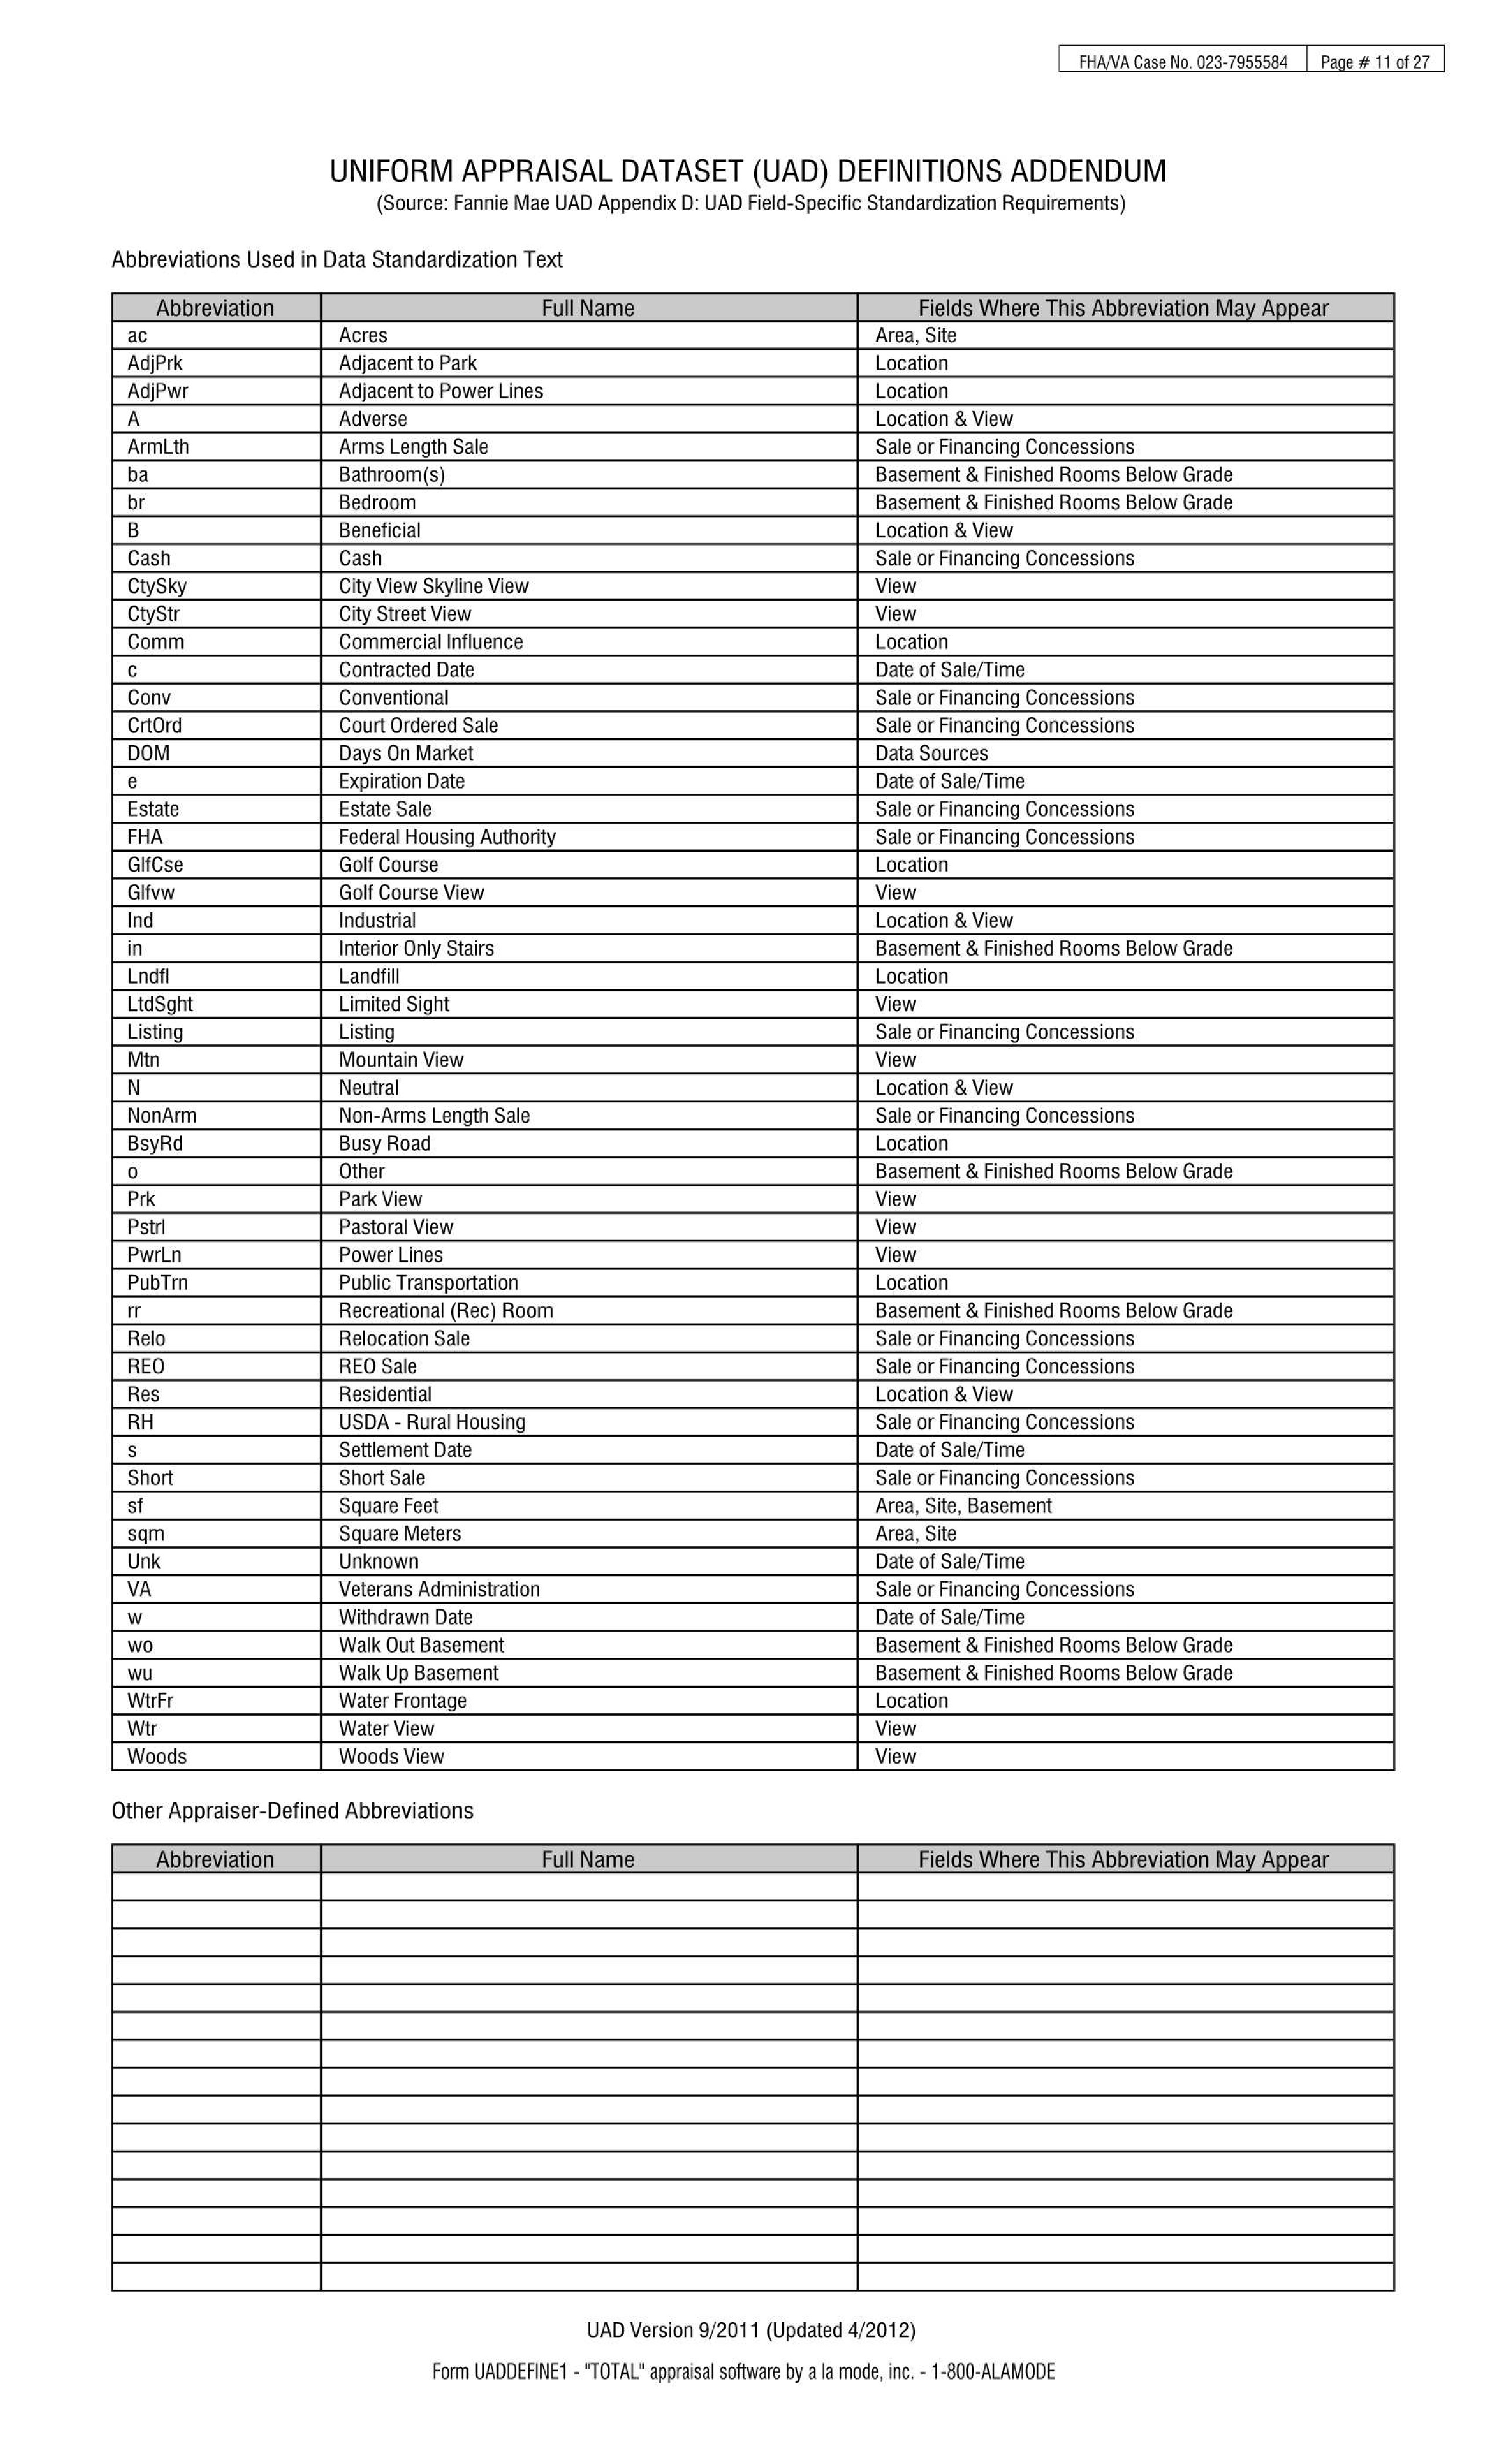 FHA/VA Case No. 023-7955584 Page # 11 of 27
UNIFORM APPRAISAL DATASET (UAD) DEFINITIONS ADDENDUM
(Source: Fannie Mae UAD Appendix D: UAD Field-Specific Standardization Requirements)
Abbreviations Used in Data Standardization Text
Abbreviation Full Name Fields Where This Abbreviation May Appear
ac Acres Area, Site
AdjPrk Adjacent to Park Location
AdjPwr Adjacent to Power Lines Location
A Adverse Location & View
ArmLth Arms Length Sale Sale or Financing Concessions
ba Bathroom(s) Basement & Finished Rooms Below Grade
br Bedroom Basement & Finished Rooms Below Grade
B Beneficial Location & View
Cash Cash Sale or Financing Concessions
CtySky City View Skyline View View
CtyStr City Street View View
Comm Commercial Influence Location
c Contracted Date Date of Sale/Time
Conv Conventional Sale or Financing Concessions
CrtOrd Court Ordered Sale Sale or Financing Concessions
DOM Days On Market Data Sources
e Expiration Date Date of Sale/Time
Estate Estate Sale Sale or Financing Concessions
FHA Federal Housing Authority Sale or Financing Concessions
GlfCse Golf Course Location
Glfvw Golf Course View View
Ind Industrial Location & View
in Interior Only Stairs Basement & Finished Rooms Below Grade
Lndfl Landfill Location
LtdSght Limited Sight View
Listing Listing Sale or Financing Concessions
Mtn Mountain View View
N Neutral Location & View
NonArm Non-Arms Length Sale Sale or Financing Concessions
BsyRd Busy Road Location
o Other Basement & Finished Rooms Below Grade
Prk Park View View
Pstrl Pastoral View View
PwrLn Power Lines View
PubTrn Public Transportation Location
rr Recreational (Rec) Room Basement & Finished Rooms Below Grade
Relo Relocation Sale Sale or Financing Concessions
REO REO Sale Sale or Financing Concessions
Res Residential Location & View
RH USDA - Rural Housing Sale or Financing Concessions
s Settlement Date Date of Sale/Time
Short Short Sale Sale or Financing Concessions
sf Square Feet Area, Site, Basement
sqm Square Meters Area, Site
Unk Unknown Date of Sale/Time
VA Veterans Administration Sale or Financing Concessions
w Withdrawn Date Date of Sale/Time
wo Walk Out Basement Basement & Finished Rooms Below Grade
wu Walk Up Basement Basement & Finished Rooms Below Grade
WtrFr Water Frontage Location
Wtr Water View View
Woods Woods View View
Other Appraiser-Defined Abbreviations
Abbreviation Full Name Fields Where This Abbreviation May Appear
UAD Version 9/2011 (Updated 4/2012)
Form UADDEFINE1 - "TOTAL" appraisal software by a la mode, inc. - 1-800-ALAMODE